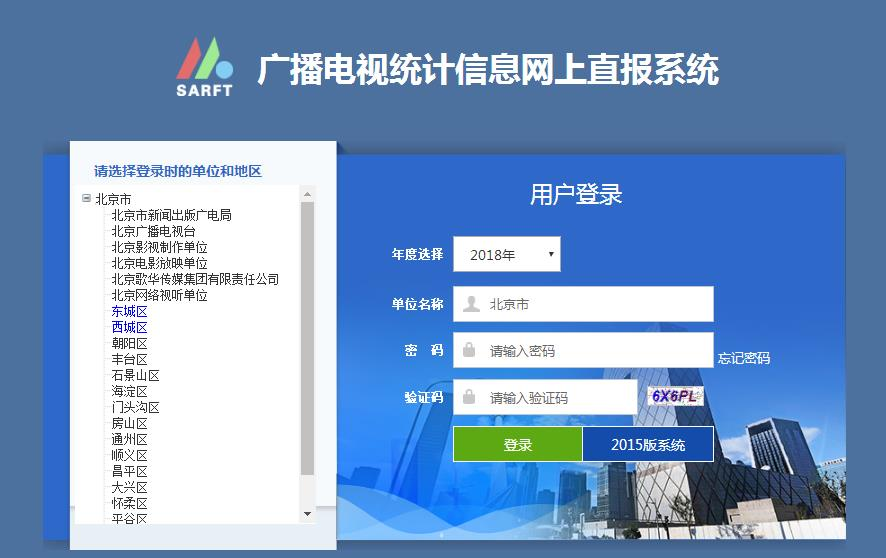 SARFT
广播电视统计信息网上直报系统
请选择登录时的单位和地区
北京市
北京市新闻出版广电局
北京广播电视台
北京影视制作单位
北京电影放映单位
北京歌华传媒集团有限责任公司
北京网络视听单位
东城区
西城区
朝阳区
丰台区
石景山区
海淀区
门头沟区
房山区
通州区
顺义区
昌平区
大兴区
怀柔区
平谷区
用户登录
年度选择 2018年
单位名称 北京市
密 码 请输入密码 忘记密码
验证码 请输入验证码 6X6PL
登录 2015版系统